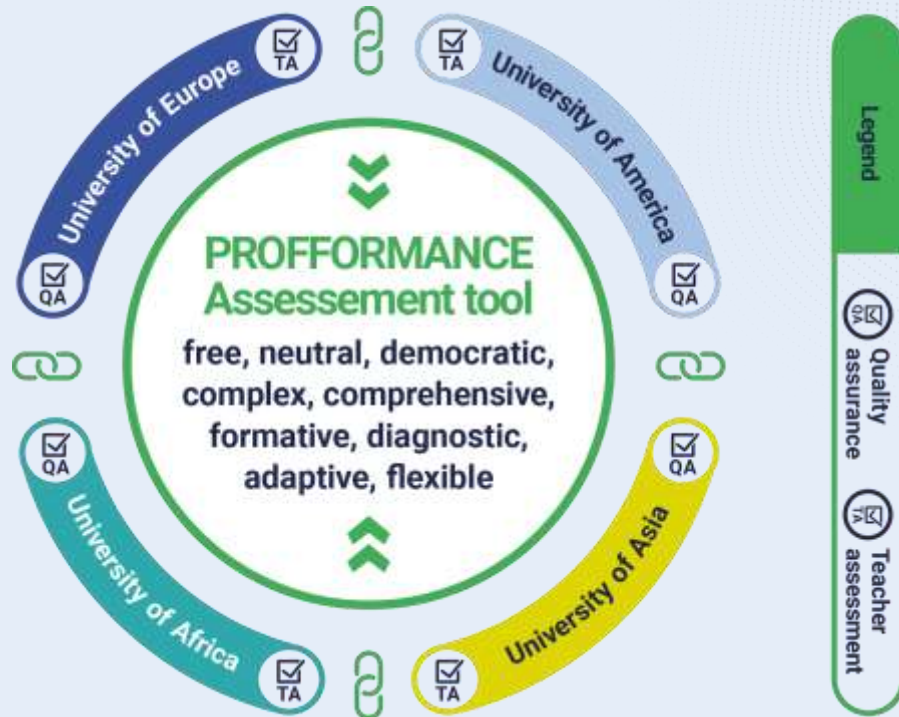 TA
University of Europe
QA
TA
University of America
QA
PROFFORMANCE
Assessement tool
free, neutral, democratic,
complex, comprehensive,
formative, diagnostic,
adaptive, flexible
QA
University of Africa
TA
QA
University of Asia
TA
Legend
QA
Quality
assurance
TA
Teacher
assessment